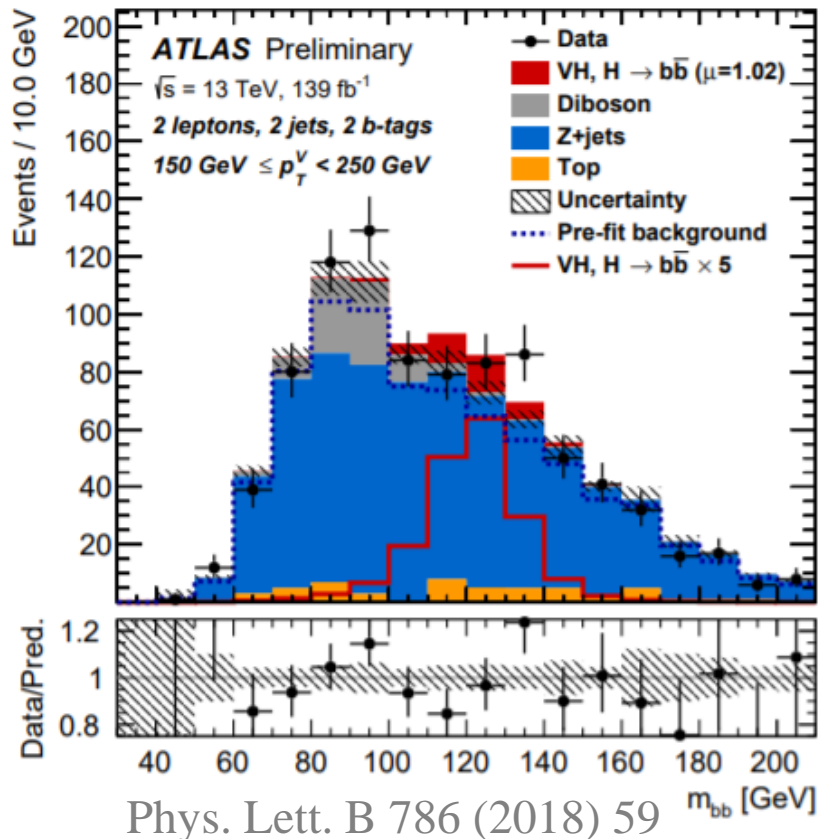 Events / 10.0 GeV
200
180
160
140
120
100
80
60
40
20
ATLAS Preliminary
√s = 13 TeV, 139 fb⁻¹
2 leptons, 2 jets, 2 b-tags
150 GeV ≤ p_T^V < 250 GeV
Data
VH, H → bb̅ (μ=1.02)
Diboson
Z+jets
Top
Uncertainty
Pre-fit background
VH, H → bb̅ × 5
Data/Pred.
1.2
1
0.8
40 60 80 100 120 140 160 180 200
m_bb [GeV]
Phys. Lett. B 786 (2018) 59